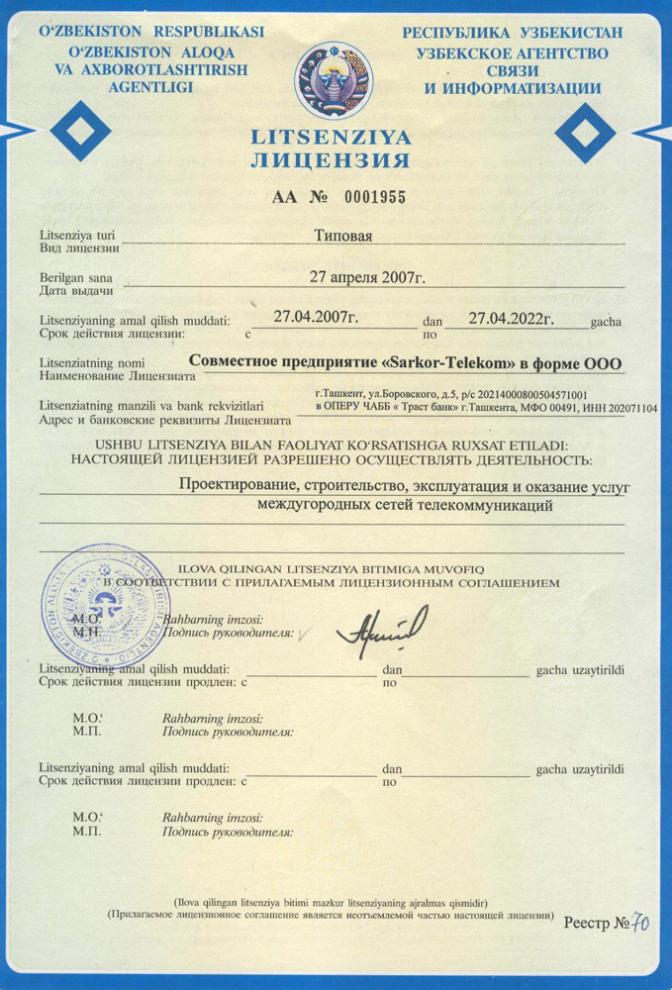 O‘ZBEKISTON RESPUBLIKASI
O‘ZBEKISTON ALOQA
VA AXBOROTLASHTIRISH
AGENTLIGI
РЕСПУБЛИКА УЗБЕКИСТАН
УЗБЕКСКОЕ АГЕНТСТВО
СВЯЗИ
И ИНФОРМАТИЗАЦИИ
LITSENZIYA
ЛИЦЕНЗИЯ
АА № 0001955
Litsenziya turi
Вид лицензии
Типовая
Berilgan sana
Дата выдачи
27 апреля 2007г.
Litsenziyaning amal qilish muddati: 27.04.2007г. dan 27.04.2022г. gacha
Срок действия лицензии: с по
Litsenziatning nomi
Наименование Лицензиата
Совместное предприятие «Sarkor-Telekom» в форме ООО
Litsenziatning manzili va bank rekvizitlari
Адрес и банковские реквизиты Лицензиата
г.Ташкент, ул.Боровского, д.5, р/с 20214000800504571001
в ОПЕРУ ЧАББ « Траст банк» г.Ташкента, МФО 00491, ИНН 202071104
USHBU LITSENZIYA BILAN FAOLIYAT KO‘RSATISHGA RUXSAT ETILADI:
НАСТОЯЩЕЙ ЛИЦЕНЗИЕЙ РАЗРЕШЕНО ОСУЩЕСТВЛЯТЬ ДЕЯТЕЛЬНОСТЬ:
Проектирование, строительство, эксплуатация и оказание услуг
междугородных сетей телекоммуникаций
ILOVA QILINGAN LITSENZIYA BITIMIGA MUVOFIQ
В СООТВЕТСТВИИ С ПРИЛАГАЕМЫМ ЛИЦЕНЗИОННЫМ СОГЛАШЕНИЕМ
M.O.‘ Rahbarning imzosi:
М.П. Подпись руководителя:
Litsenziyaning amal qilish muddati: dan gacha uzaytirildi
Срок действия лицензии продлен: с по
M.O.‘ Rahbarning imzosi:
М.П. Подпись руководителя:
Litsenziyaning amal qilish muddati: dan gacha uzaytirildi
Срок действия лицензии продлен: с по
M.O.‘ Rahbarning imzosi:
М.П. Подпись руководителя:
(Ilova qilingan litsenziya bitimi mazkur litsenziyaning ajralmas qismidir)
(Прилагаемое лицензионное соглашение является неотъемлемой частью настоящей лицензии)
Реестр №70